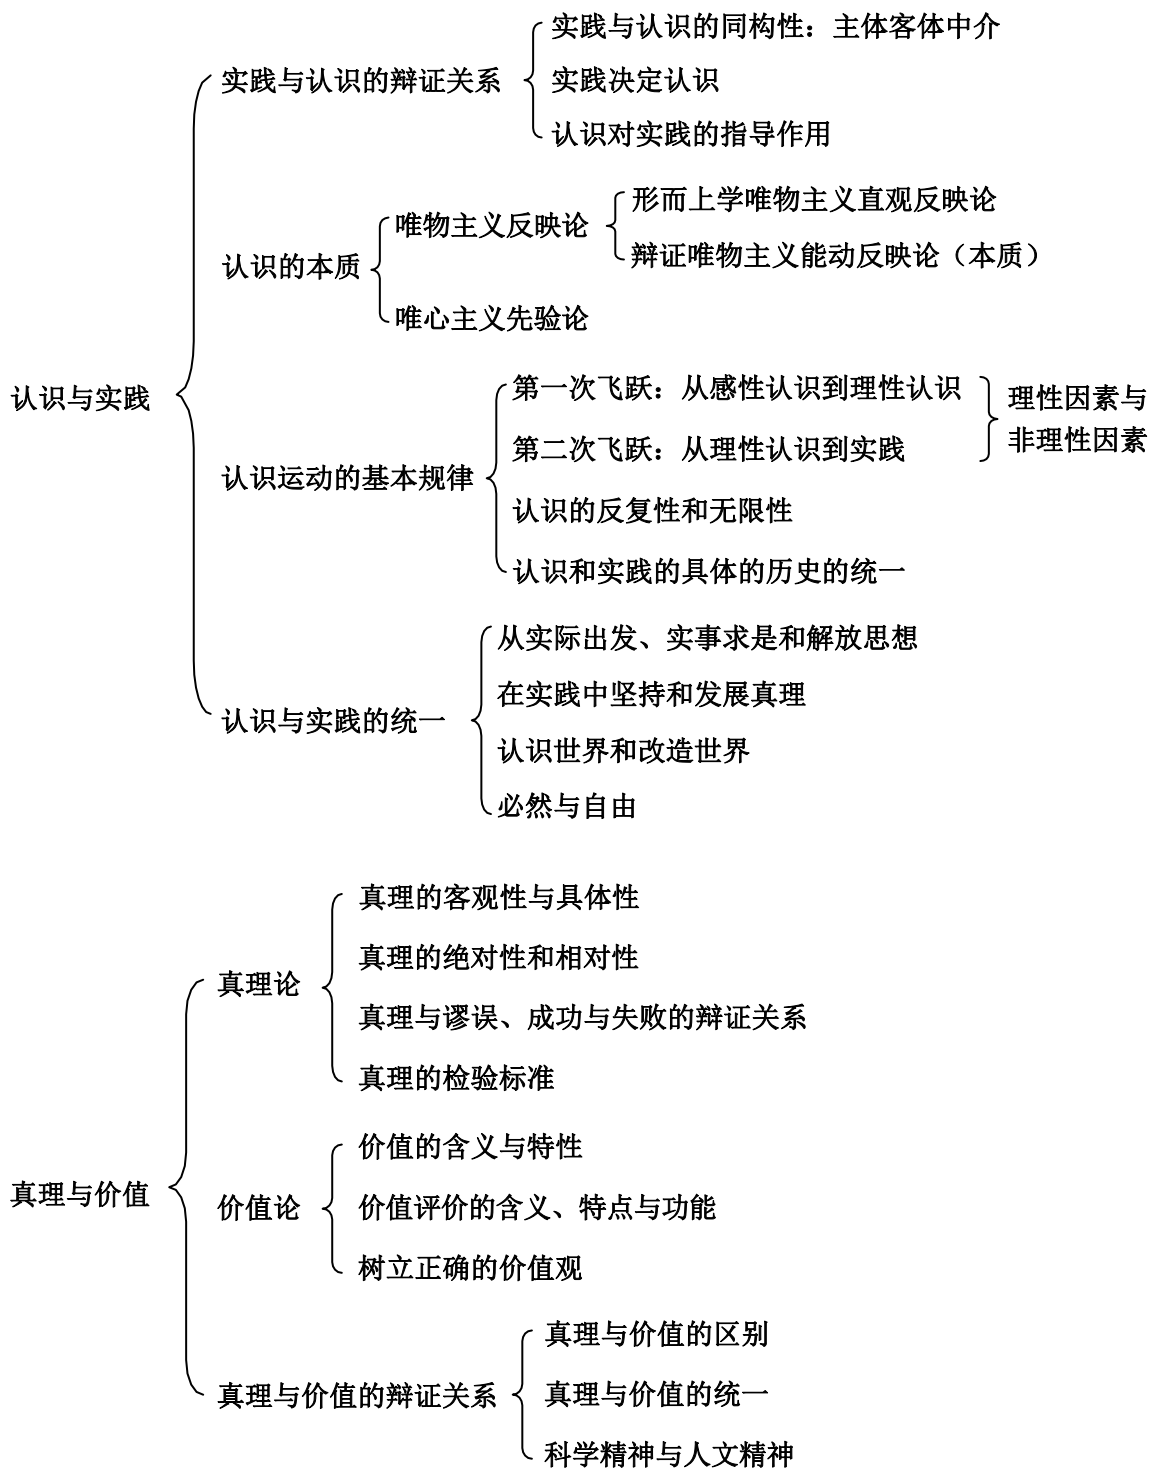 实践与认识的同构性：主体客体中介
实践与认识的辩证关系
实践决定认识
认识对实践的指导作用
形而上学唯物主义直观反映论
唯物主义反映论
辩证唯物主义能动反映论（本质）
认识的本质
唯心主义先验论
认识与实践
第一次飞跃：从感性认识到理性认识
理性因素与
非理性因素
第二次飞跃：从理性认识到实践
认识运动的基本规律
认识的反复性和无限性
认识和实践的具体的历史的统一
从实际出发、实事求是和解放思想
在实践中坚持和发展真理
认识与实践的统一
认识世界和改造世界
必然与自由
真理的客观性与具体性
真理的绝对性和相对性
真理论
真理与谬误、成功与失败的辩证关系
真理的检验标准
价值的含义与特性
真理与价值
价值论
价值评价的含义、特点与功能
树立正确的价值观
真理与价值的区别
真理与价值的辩证关系
真理与价值的统一
科学精神与人文精神